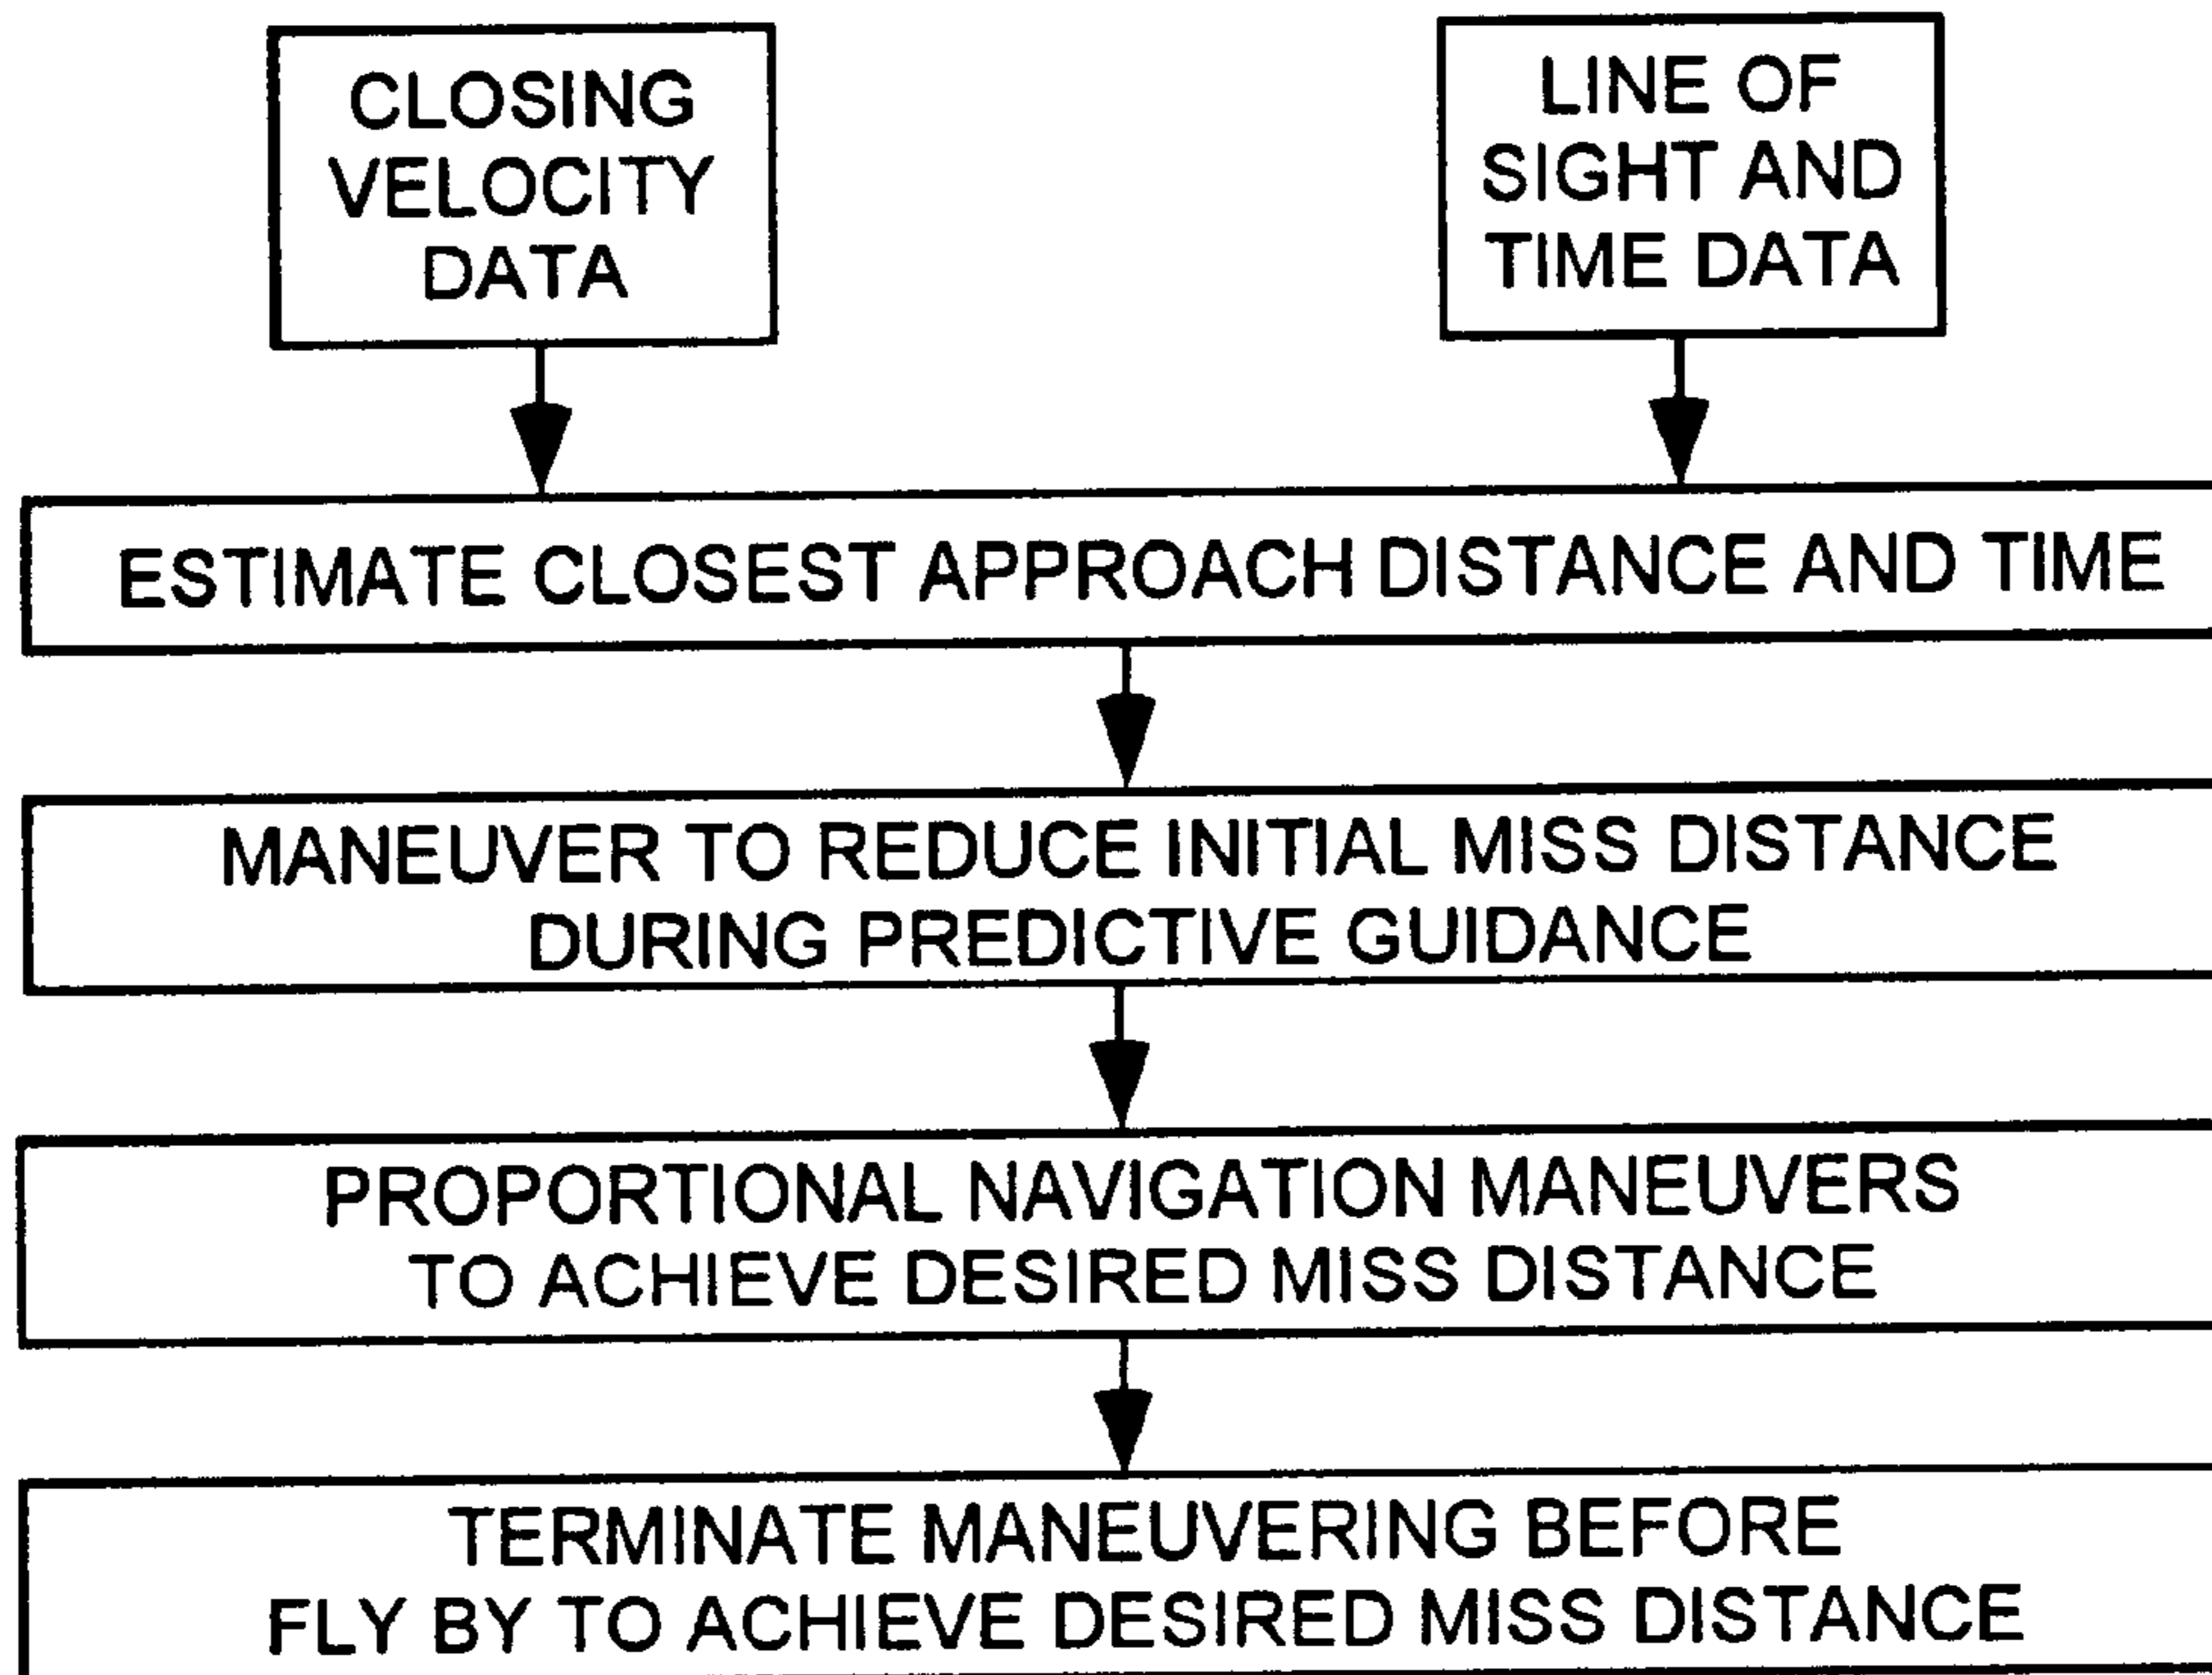 CLOSING
VELOCITY
DATA
LINE OF
SIGHT AND
TIME DATA
ESTIMATE CLOSEST APPROACH DISTANCE AND TIME
MANEUVER TO REDUCE INITIAL MISS DISTANCE
DURING PREDICTIVE GUIDANCE
PROPORTIONAL NAVIGATION MANEUVERS
TO ACHIEVE DESIRED MISS DISTANCE
TERMINATE MANEUVERING BEFORE
FLY BY TO ACHIEVE DESIRED MISS DISTANCE